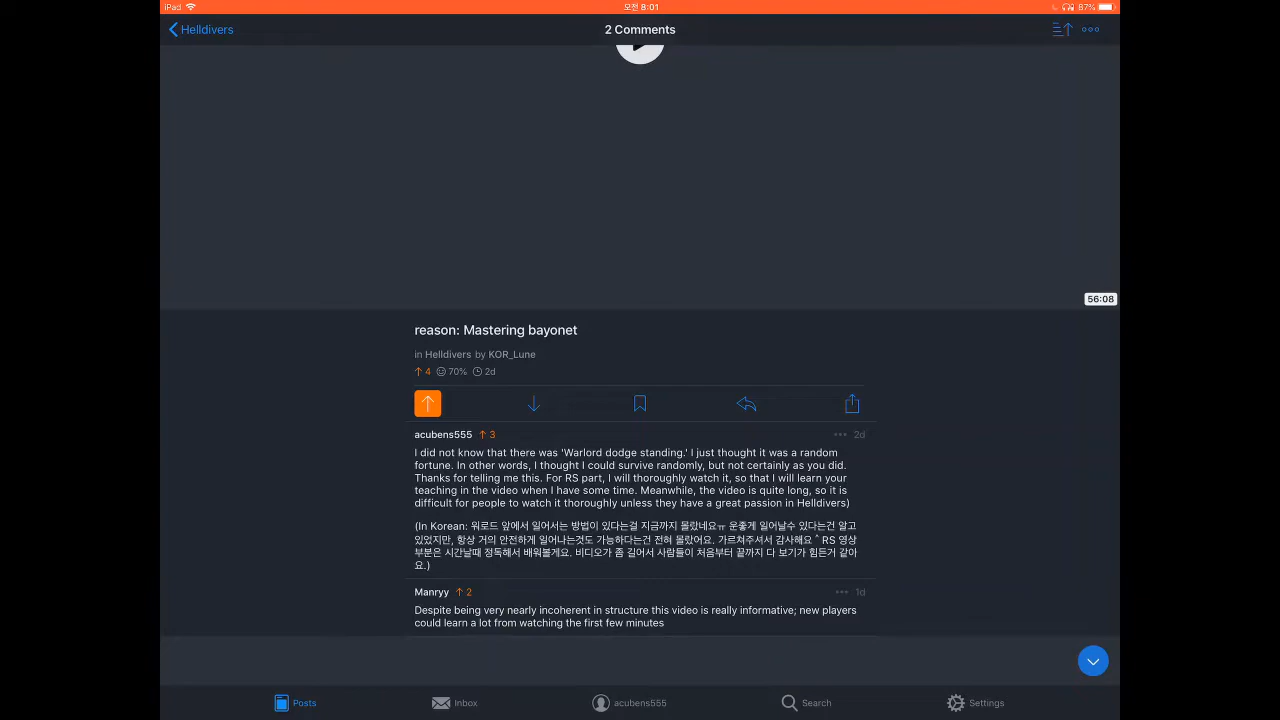 iPad
오전 8:01
87%
Helldivers
2 Comments
56:08
reason: Mastering bayonet
in Helldivers by KOR_Lune
4 70% 2d
acubens555 3
2d
I did not know that there was 'Warlord dodge standing.' I just thought it was a random
fortune. In other words, I thought I could survive randomly, but not certainly as you did.
Thanks for telling me this. For RS part, I will thoroughly watch it, so that I will learn your
teaching in the video when I have some time. Meanwhile, the video is quite long, so it is
difficult for people to watch it thoroughly unless they have a great passion in Helldivers)
(In Korean: 워로드 앞에서 일어서는 방법이 있다는걸 지금까지 몰랐네요ㅠ 운좋게 일어날수 있다는건 알고
있었지만, 항상 거의 안전하게 일어나는것도 가능하다는건 전혀 몰랐어요. 가르쳐주셔서 감사해요 ^ RS 영상
부분은 시간날때 정독해서 배워볼게요. 비디오가 좀 길어서 사람들이 처음부터 끝까지 다 보기가 힘든거 같아
요.)
Manryy 2
1d
Despite being very nearly incoherent in structure this video is really informative; new players
could learn a lot from watching the first few minutes
Posts
Inbox
acubens555
Search
Settings